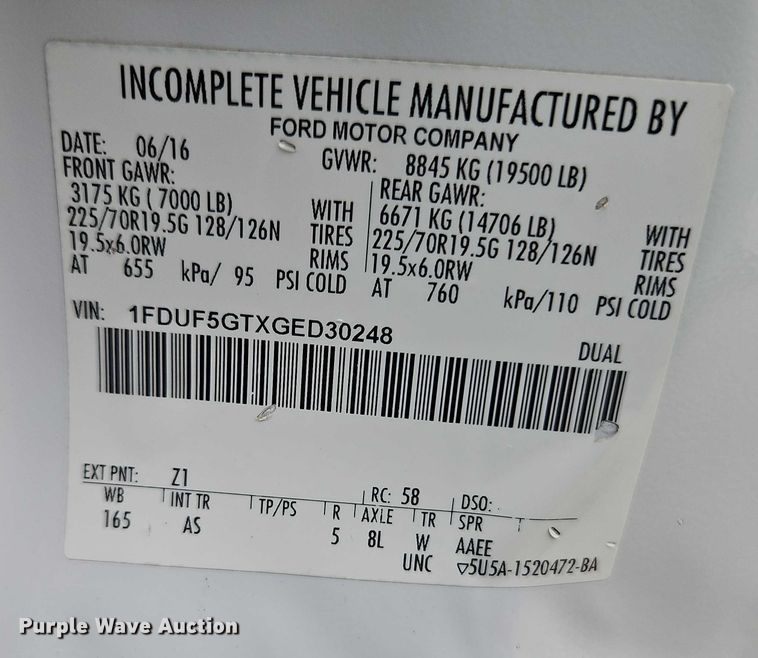 INCOMPLETE VEHICLE MANUFACTURED BY
FORD MOTOR COMPANY
DATE: 06/16 GVWR: 8845 KG (19500 LB)
FRONT GAWR: REAR GAWR:
3175 KG ( 7000 LB) WITH 6671 KG (14706 LB) WITH
225/70R19.5G 128/126N TIRES 225/70R19.5G 128/126N TIRES
19.5x6.0RW RIMS 19.5x6.0RW RIMS
AT 655 kPa/ 95 PSI COLD AT 760 kPa/110 PSI COLD
VIN: 1FDUF5GTXGED30248
DUAL
EXT PNT: Z1 RC: 58 DSO:
WB INT TR TP/PS R AXLE TR SPR T
165 AS 5 8L W AAEE
UNC ▽5U5A-1520472-BA
Purple Wave Auction